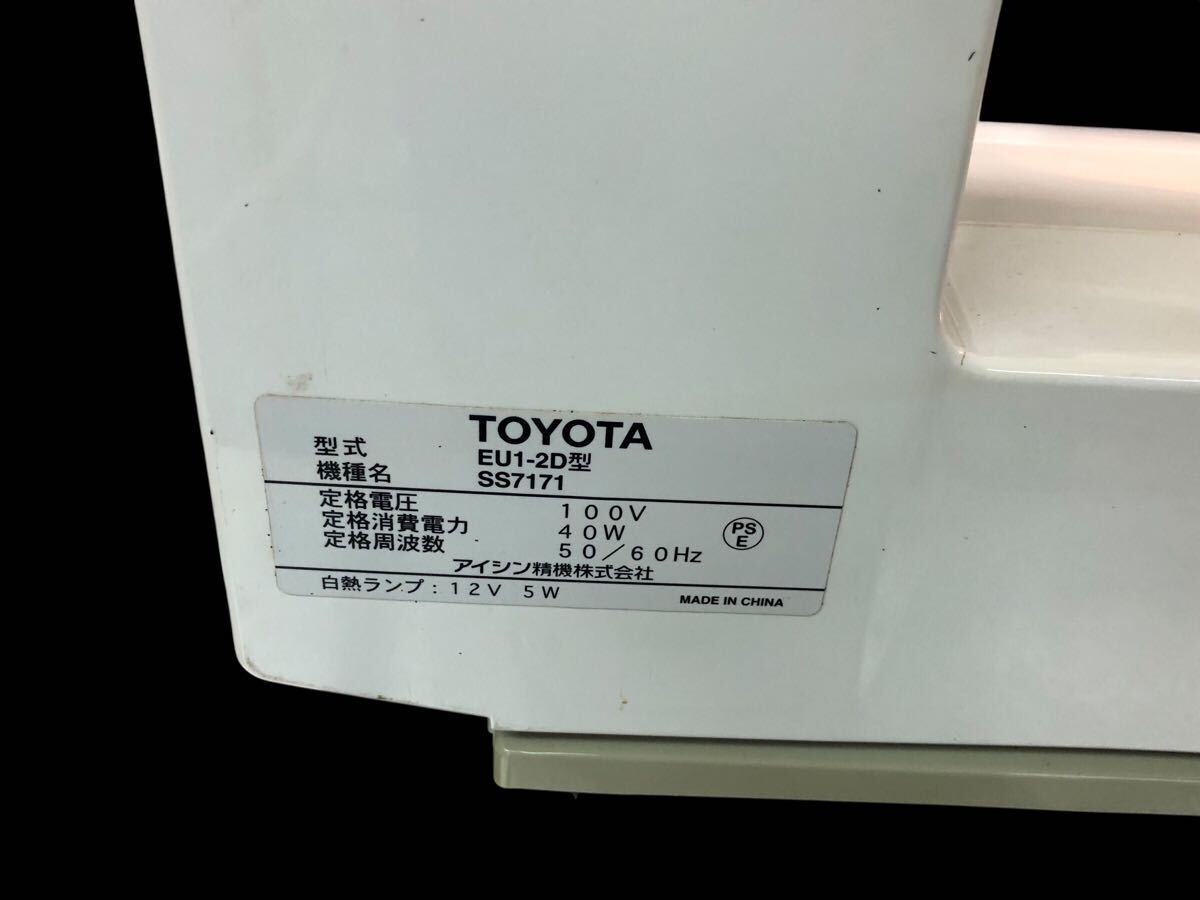 TOYOTA
型式 EU1-2D型
機種名 SS7171
定格電圧 100V
定格消費電力 40W
定格周波数 50/60Hz
PS
E
アイシン精機株式会社
白熱ランプ:12V 5W
MADE IN CHINA